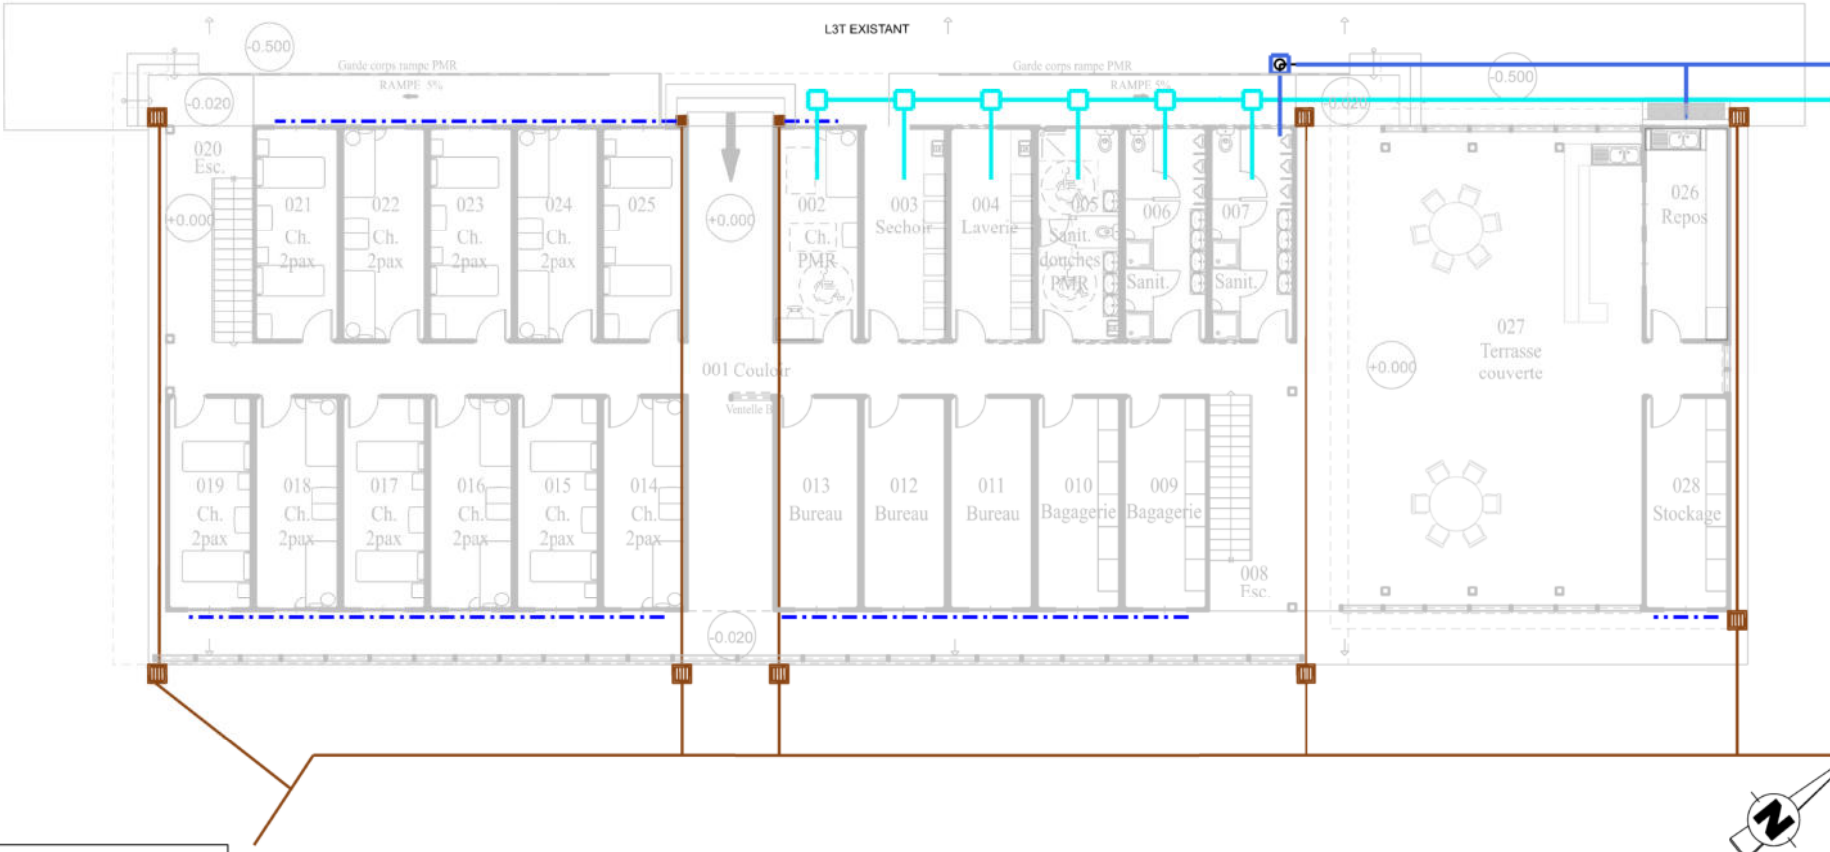 L3T EXISTANT
-0.500
Garde corps rampe PMR
RAMPE 5%
-0.020
Garde corps rampe PMR
RAMPE 5%
-0.500
-0.020
020
Esc.
+0.000
021
Ch.
2pax
022
Ch.
2pax
023
Ch.
2pax
024
Ch.
2pax
025
+0.000
002
Ch.
PMR
003
Sechoir
004
Laverie
005
Sanit.
douches
PMR
006
Sanit.
007
Sanit.
026
Repos
027
Terrasse
couverte
+0.000
001 Couloir
Ventelle B
019
Ch.
2pax
018
Ch.
2pax
017
Ch.
2pax
016
Ch.
2pax
015
Ch.
2pax
014
Ch.
2pax
013
Bureau
012
Bureau
011
Bureau
010
Bagagerie
009
Bagagerie
008
Esc.
028
Stockage
-0.020
N